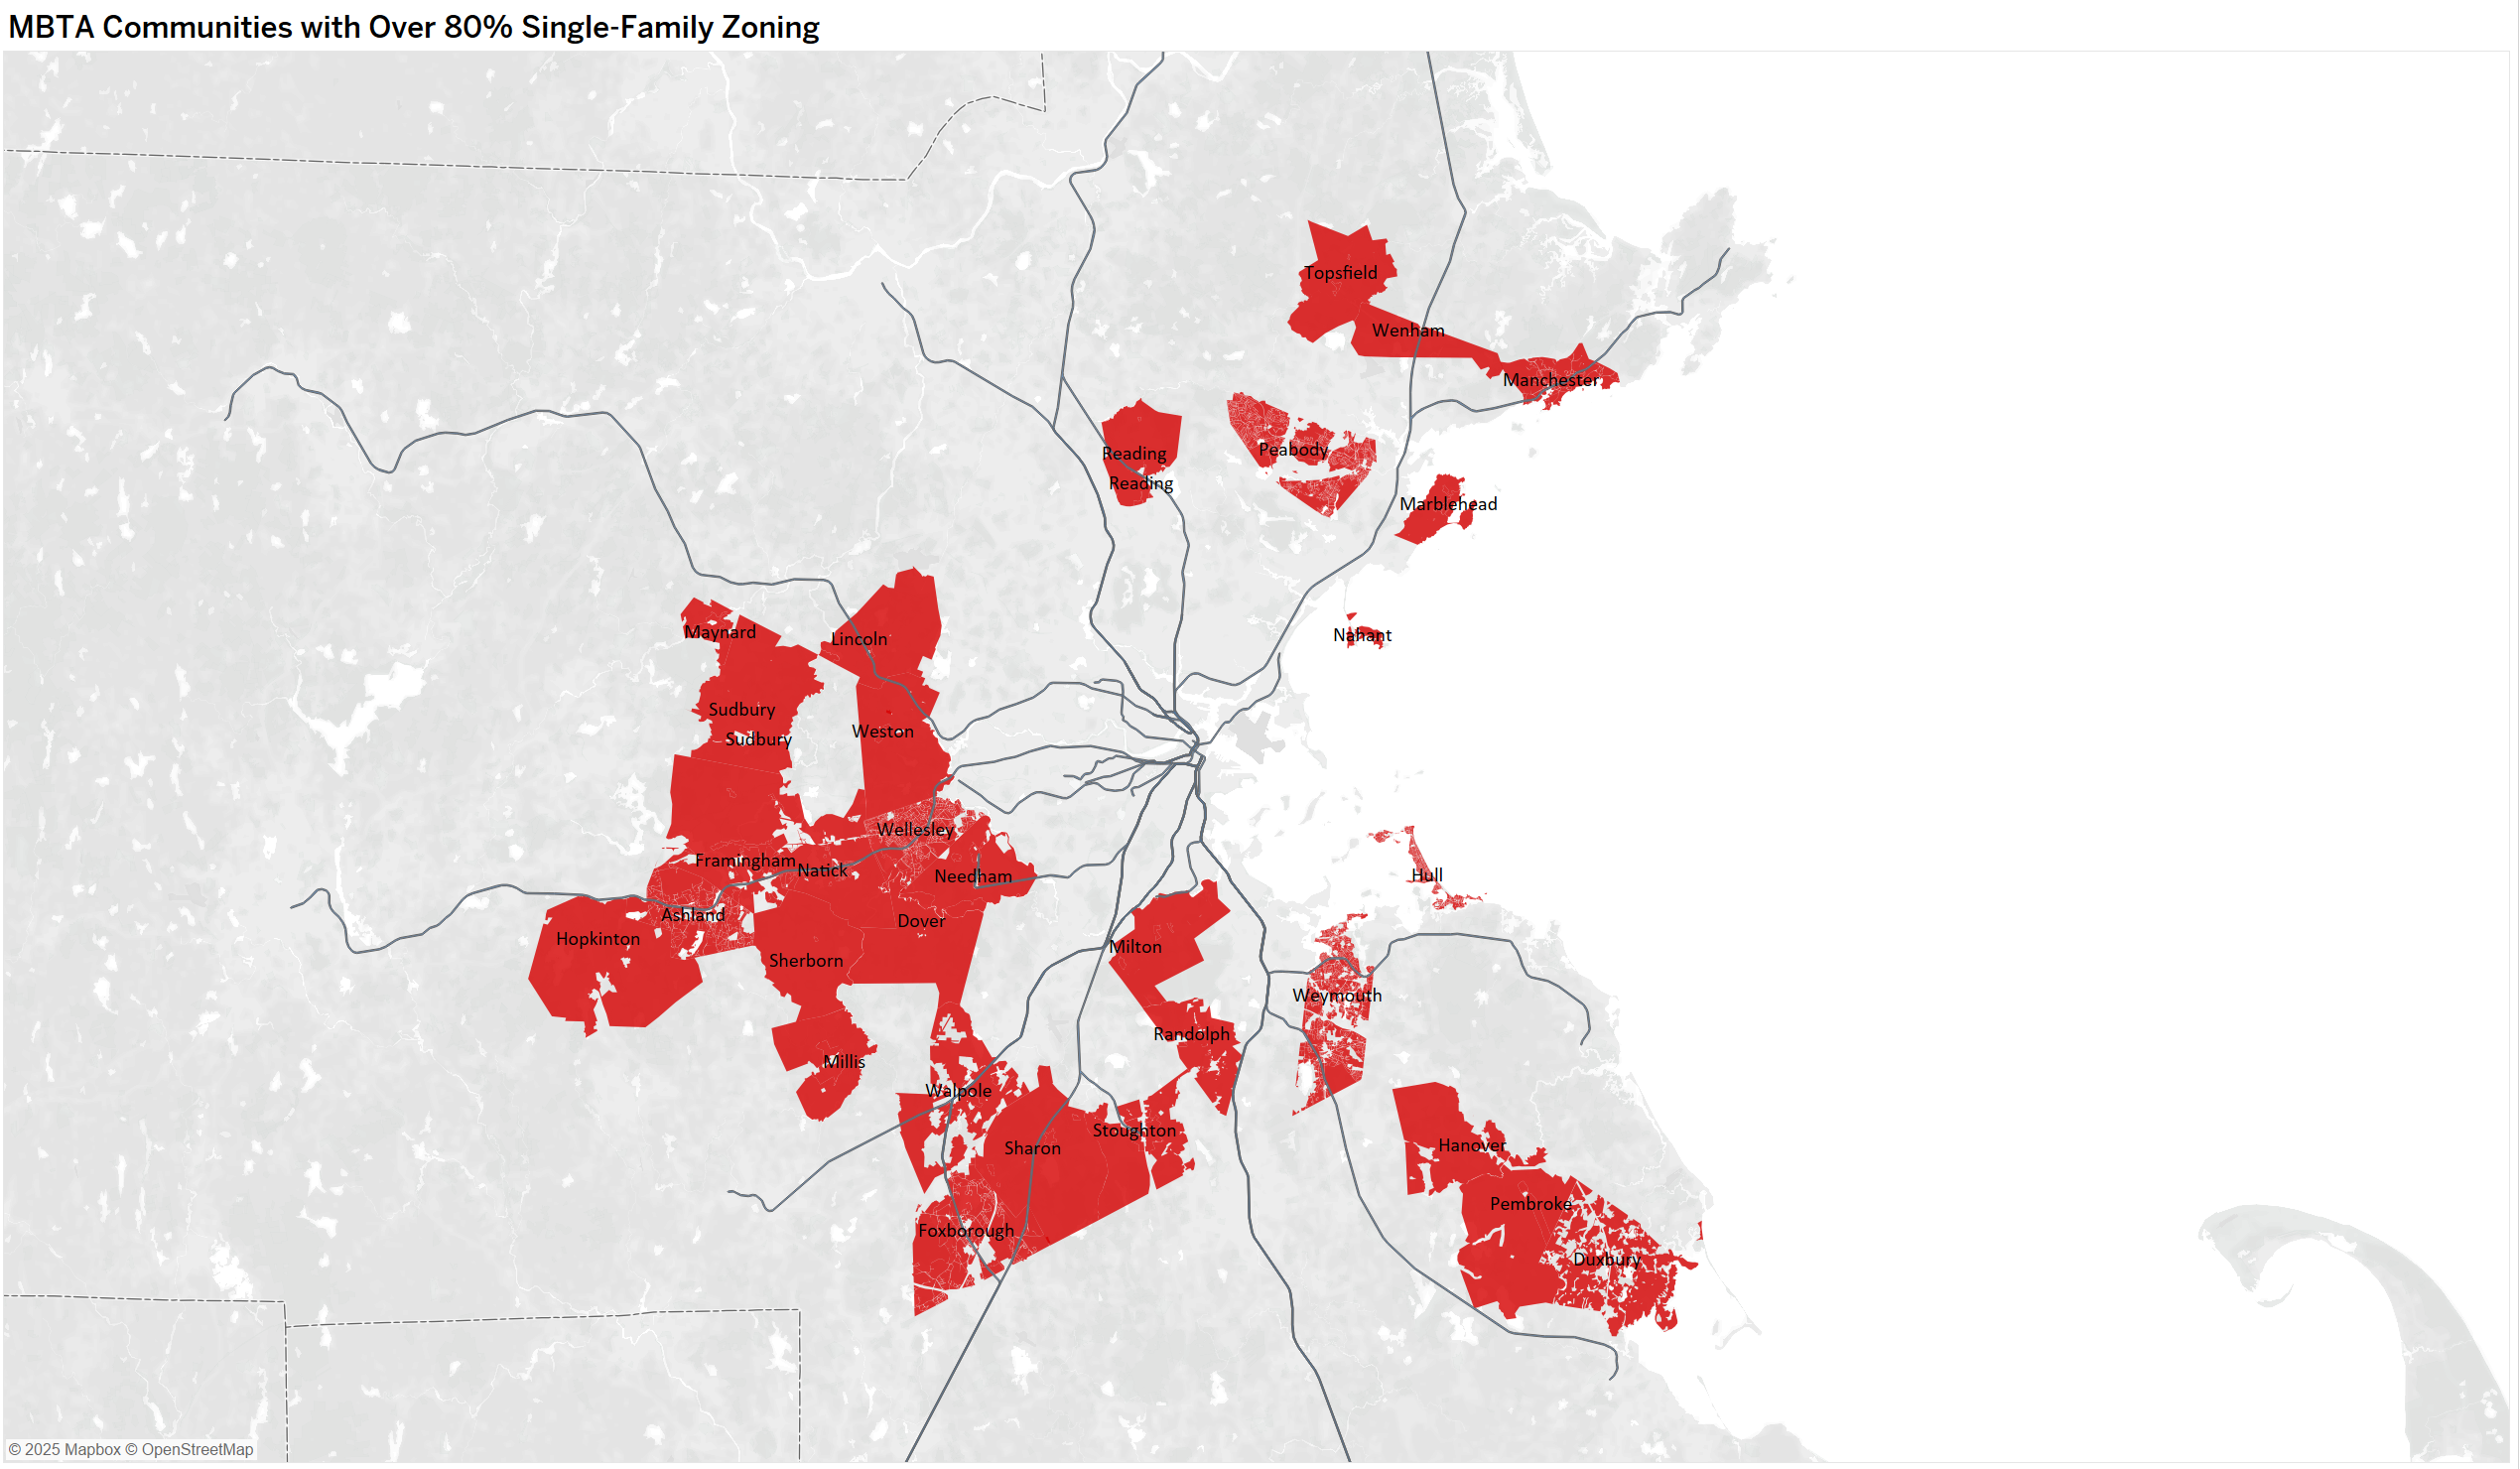 MBTA Communities with Over 80% Single-Family Zoning
Topsfield
Wenham
Manchester
Reading
Peabody
Reading
Marblehead
Maynard
Lincoln
Nahant
Sudbury
Weston
Sudbury
Wellesley
Framingham
Natick
Needham
Hull
Ashland
Dover
Hopkinton
Milton
Sherborn
Weymouth
Randolph
Millis
Walpole
Stoughton
Sharon
Hanover
Pembroke
Foxborough
Duxbury
© 2025 Mapbox © OpenStreetMap